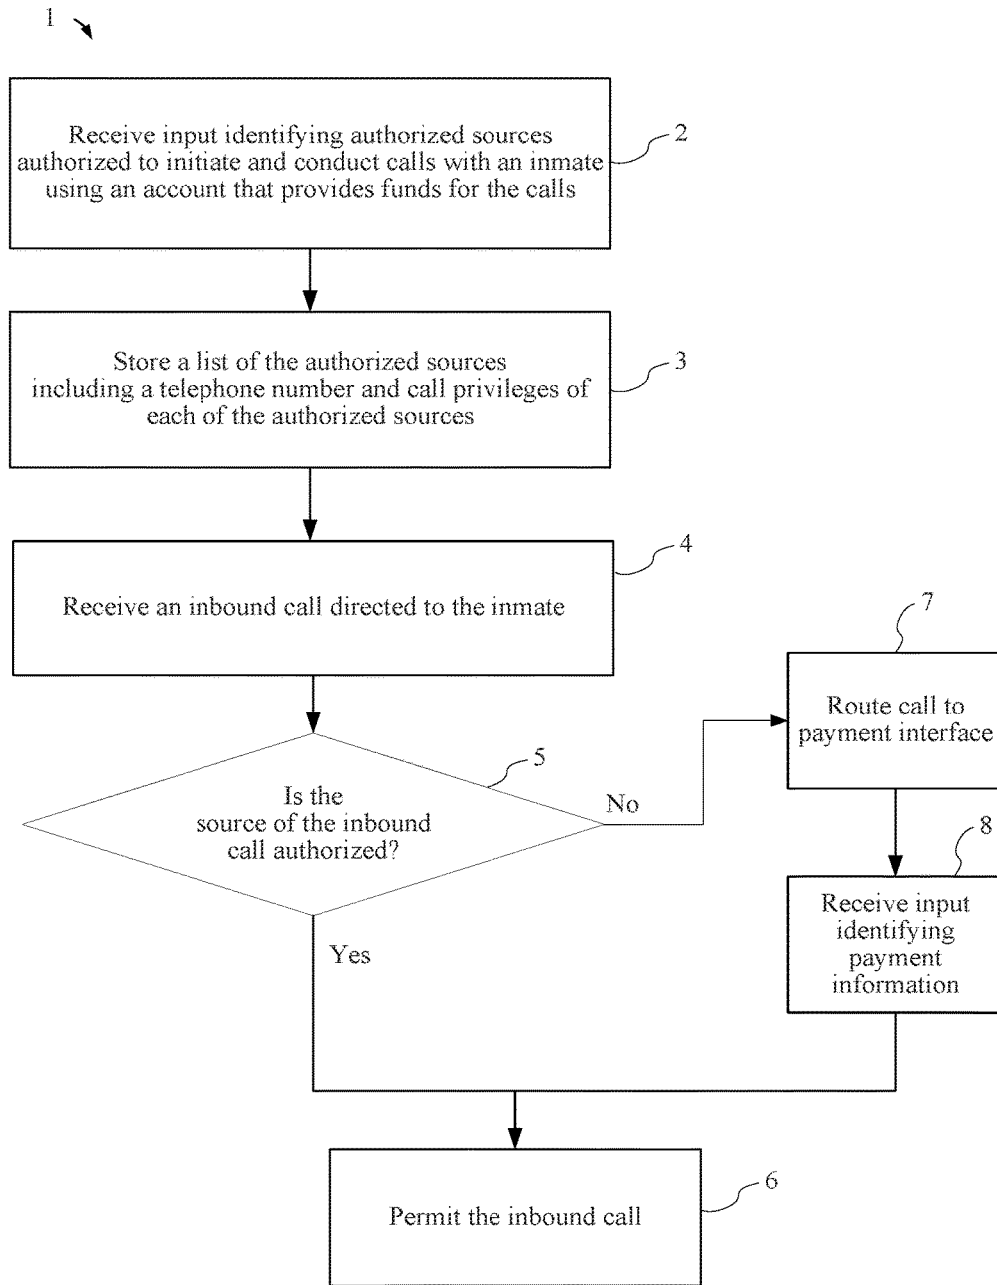 1
Receive input identifying authorized sources
authorized to initiate and conduct calls with an inmate
using an account that provides funds for the calls
2
Store a list of the authorized sources
including a telephone number and call privileges of
each of the authorized sources
3
4
Receive an inbound call directed to the inmate
7
Route call to
payment interface
5
Is the
source of the inbound
call authorized?
No
8
Receive input
identifying
payment
information
Yes
6
Permit the inbound call